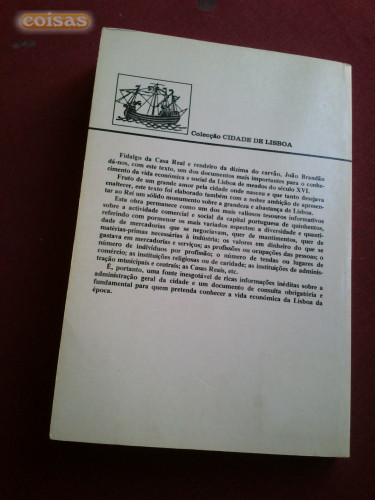 coisas
Colecção CIDADE DE LISBOA
Fidalgo da Casa Real e rendeiro da dízima do carvão, João Brandão
dá-nos, com este texto, um dos documentos mais importantes para o conhe-
cimento da vida económica e social da Lisboa de meados do século XVI.
Fruto de um grande amor pela cidade onde nasceu e que tanto desejava
enaltecer, este texto foi elaborado também com a nobre ambição de apresen-
tar ao Rei um sólido monumento sobre a grandeza e abastança de Lisboa.
Esta obra permanece como um dos mais valiosos tesouros informativos
sobre a actividade comercial e social da capital portuguesa de quinhentos,
referindo com pormenor os mais variados aspectos: a diversidade e quanti-
dade de mercadorias que se negociavam, quer de mantimentos, quer de
matérias-primas necessárias à indústria; os valores em dinheiro do que se
gastava em mercadorias e serviços; as profissões ou ocupações das pessoas; o
número de indivíduos por profissão; o número de tendas ou lugares de
comércio; as instituições religiosas ou de caridade; as instituições de adminis-
tração municipais e centrais; as Casas Reais, etc.
É, portanto, uma fonte inesgotável de ricas informações inéditas sobre a
administração geral da cidade e um documento de consulta obrigatória e
fundamental para quem pretenda conhecer a vida económica da Lisboa da
época.